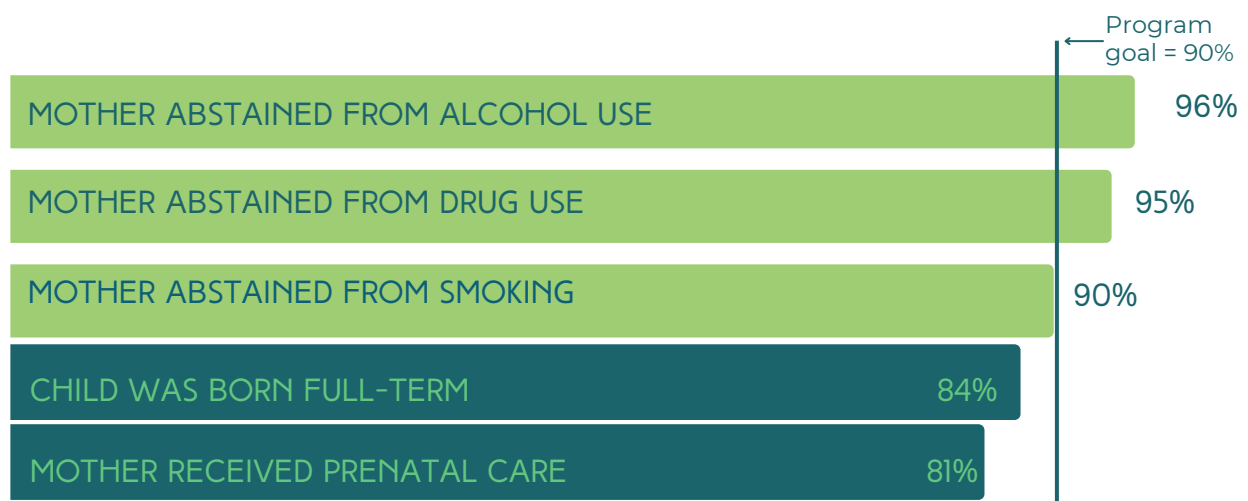 Program
goal = 90%
MOTHER ABSTAINED FROM ALCOHOL USE 96%
MOTHER ABSTAINED FROM DRUG USE 95%
MOTHER ABSTAINED FROM SMOKING 90%
CHILD WAS BORN FULL-TERM 84%
MOTHER RECEIVED PRENATAL CARE 81%